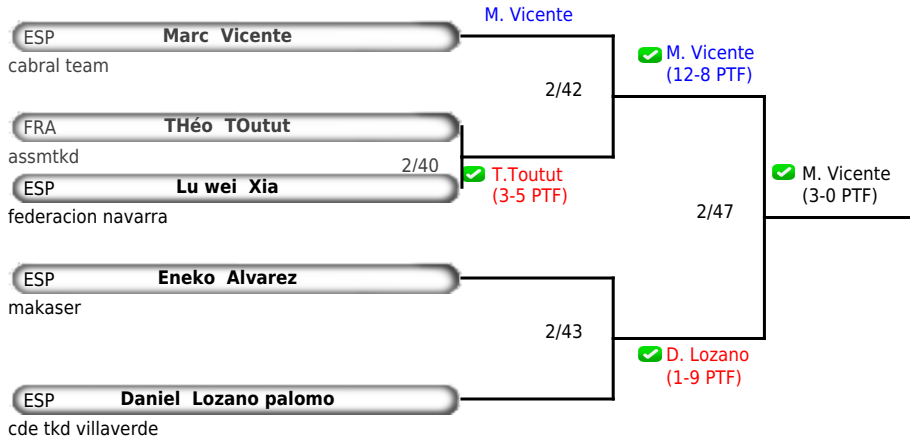 M. Vicente
ESP Marc Vicente
cabral team
M. Vicente
(12-8 PTF)
2/42
FRA THéo TOutut
assmtkd
2/40
T.Toutut
(3-5 PTF)
ESP Lu wei Xia
federacion navarra
M. Vicente
(3-0 PTF)
2/47
ESP Eneko Alvarez
makaser
2/43
D. Lozano
(1-9 PTF)
ESP Daniel Lozano palomo
cde tkd villaverde